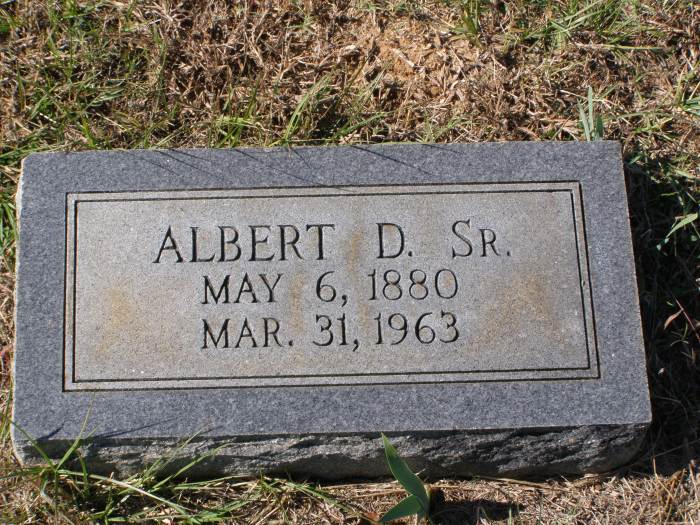 ALBERT D. SR.
MAY 6, 1880
MAR. 31, 1963